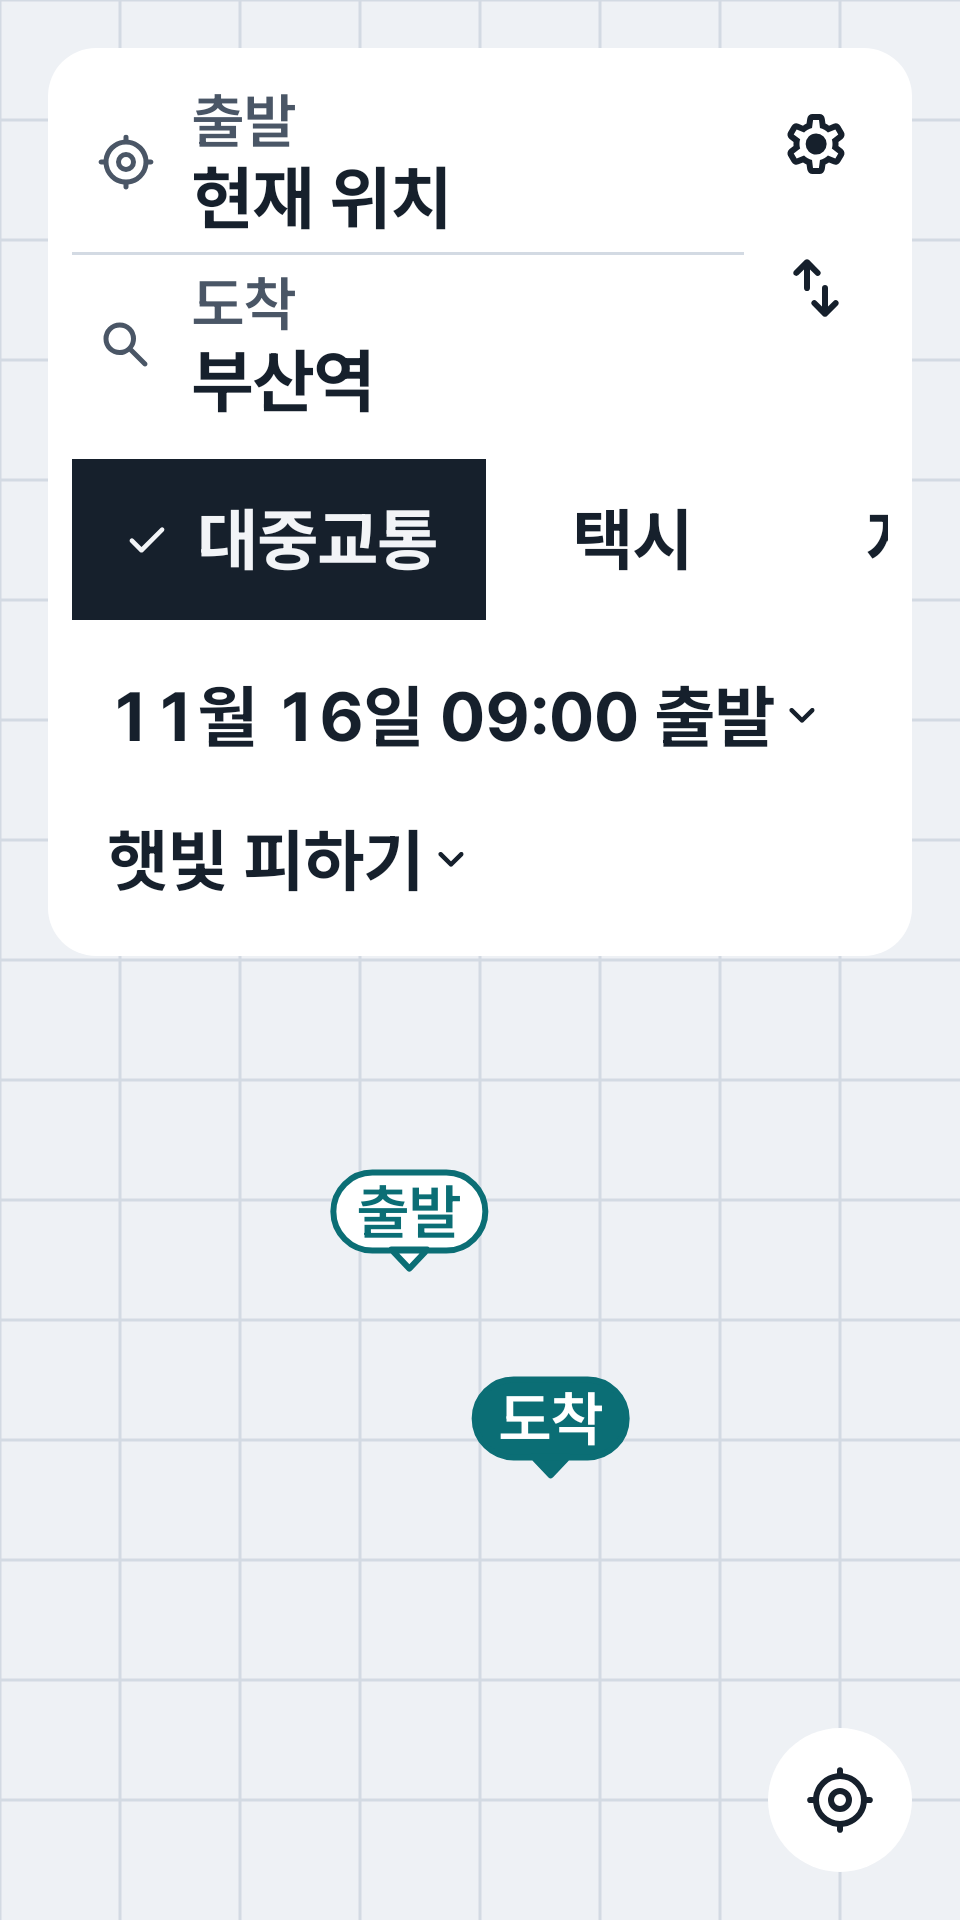 출발
현재 위치
도착
부산역
대중교통 택시
11월 16일 09:00 출발
햇빛 피하기
출발
도착